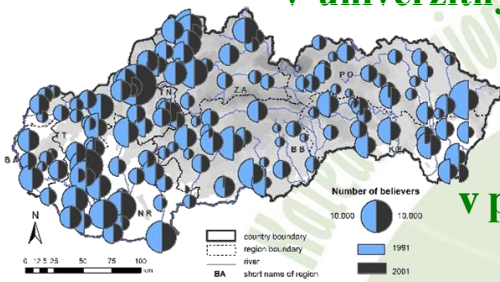 v univerzitn
TN
ZA
PO
TT
BA
BB
KE
NR
Number of believers
10.000
10.000
v p
1991
2001
N
country boundary
region boundary
river
BA short name of region
0 12.5 25 50 75 100
km